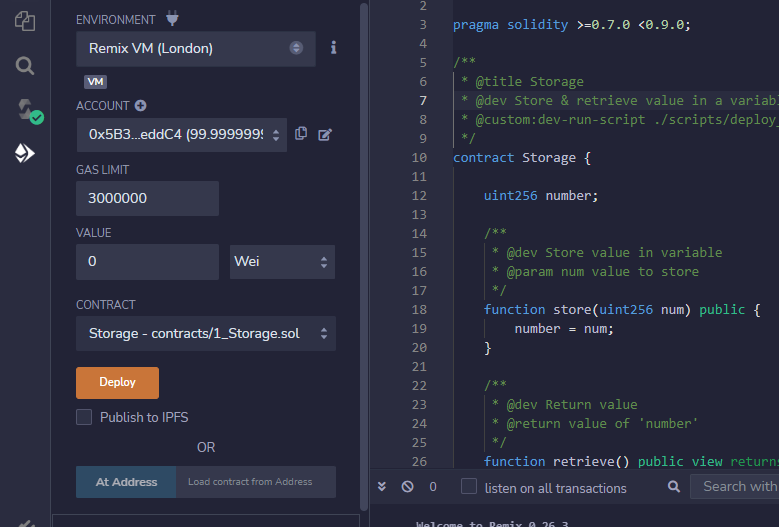 ENVIRONMENT
Remix VM (London)
VM
ACCOUNT
0x5B3...eddC4 (99.9999999
GAS LIMIT
3000000
VALUE
0
Wei
CONTRACT
Storage - contracts/1_Storage.sol
Deploy
Publish to IPFS
OR
At Address
Load contract from Address
2
3 pragma solidity >=0.7.0 <0.9.0;
4
5 /**
6 * @title Storage
7 * @dev Store & retrieve value in a variable
8 * @custom:dev-run-script ./scripts/deploy_
9 */
10 contract Storage {
11
12 uint256 number;
13
14 /**
15 * @dev Store value in variable
16 * @param num value to store
17 */
18 function store(uint256 num) public {
19 number = num;
20 }
21
22 /**
23 * @dev Return value
24 * @return value of 'number'
25 */
26 function retrieve() public view returns
0
listen on all transactions
Search with
Welcome to Remix 0.26.3